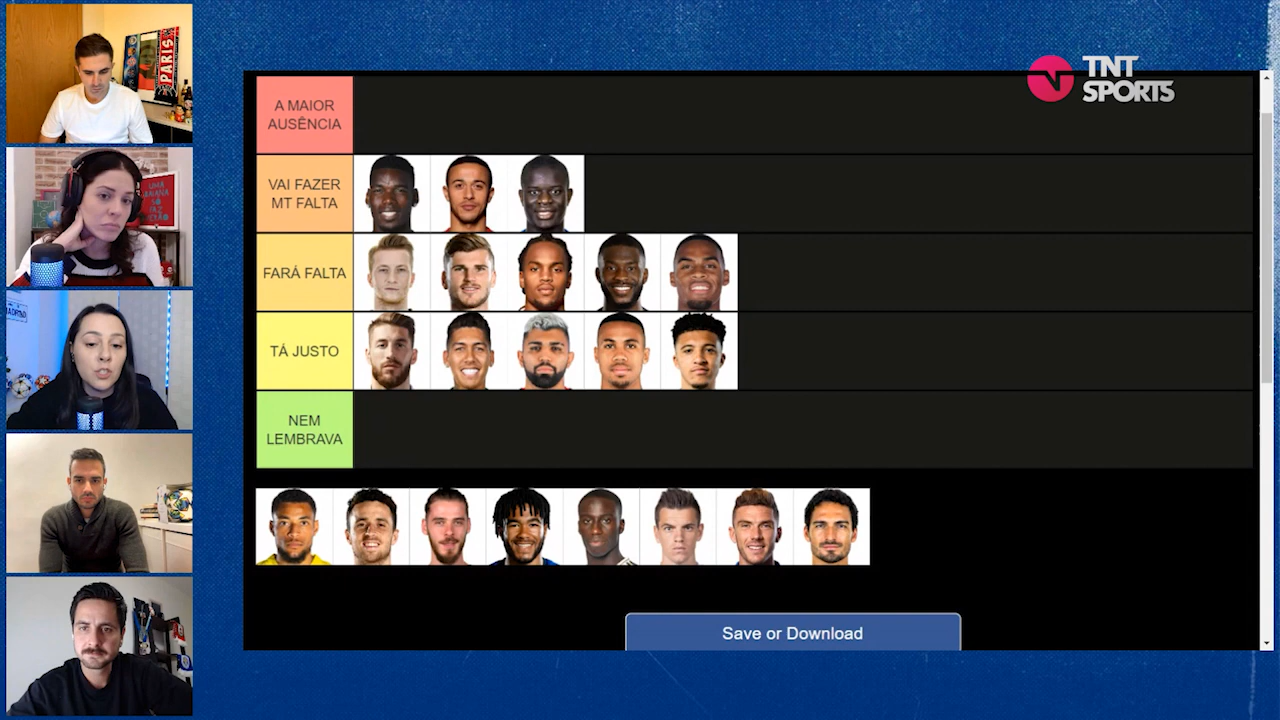 PARIS
TNT
SPORTS
A MAIOR
AUSÊNCIA
VAI FAZER
MT FALTA
FARÁ FALTA
TÁ JUSTO
NEM
LEMBRAVA
Save or Download